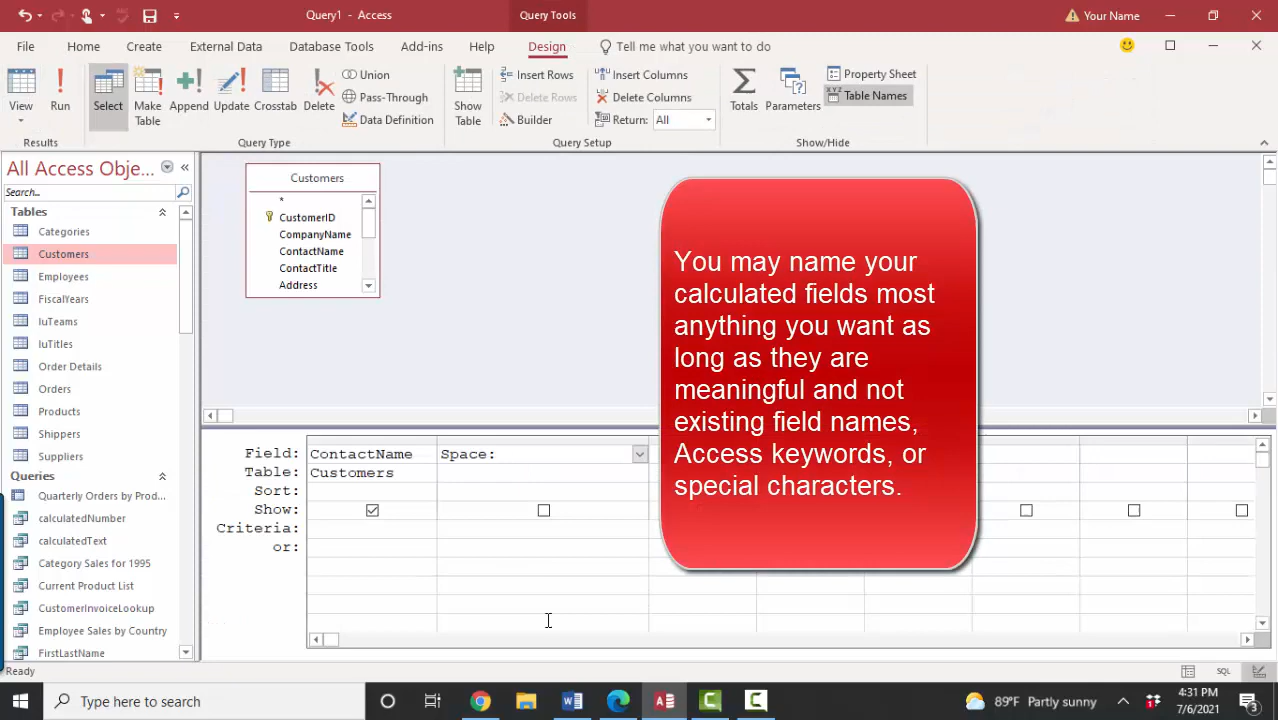 Query1 - Access
Query Tools
Your Name
File
Home
Create
External Data
Database Tools
Add-ins
Help
Design
Tell me what you want to do
View
Run
Select
Make Table
Append
Update
Crosstab
Delete
Union
Pass-Through
Data Definition
Show Table
Insert Rows
Delete Rows
Builder
Insert Columns
Delete Columns
Return: All
Totals
Parameters
Property Sheet
Table Names
Results
Query Type
Query Setup
Show/Hide
All Access Obje...
Search...
Tables
Categories
Customers
Employees
FiscalYears
luTeams
luTitles
Order Details
Orders
Products
Shippers
Suppliers
Queries
Quarterly Orders by Prod...
calculatedNumber
calculatedText
Category Sales for 1995
Current Product List
CustomerInvoiceLookup
Employee Sales by Country
FirstLastName
Customers
*
CustomerID
CompanyName
ContactName
ContactTitle
Address
You may name your
calculated fields most
anything you want as
long as they are
meaningful and not
existing field names,
Access keywords, or
special characters.
Field: ContactName Space:
Table: Customers
Sort:
Show:
Criteria:
or:
Ready
SQL
Type here to search
89°F Partly sunny
4:31 PM
7/6/2021
3